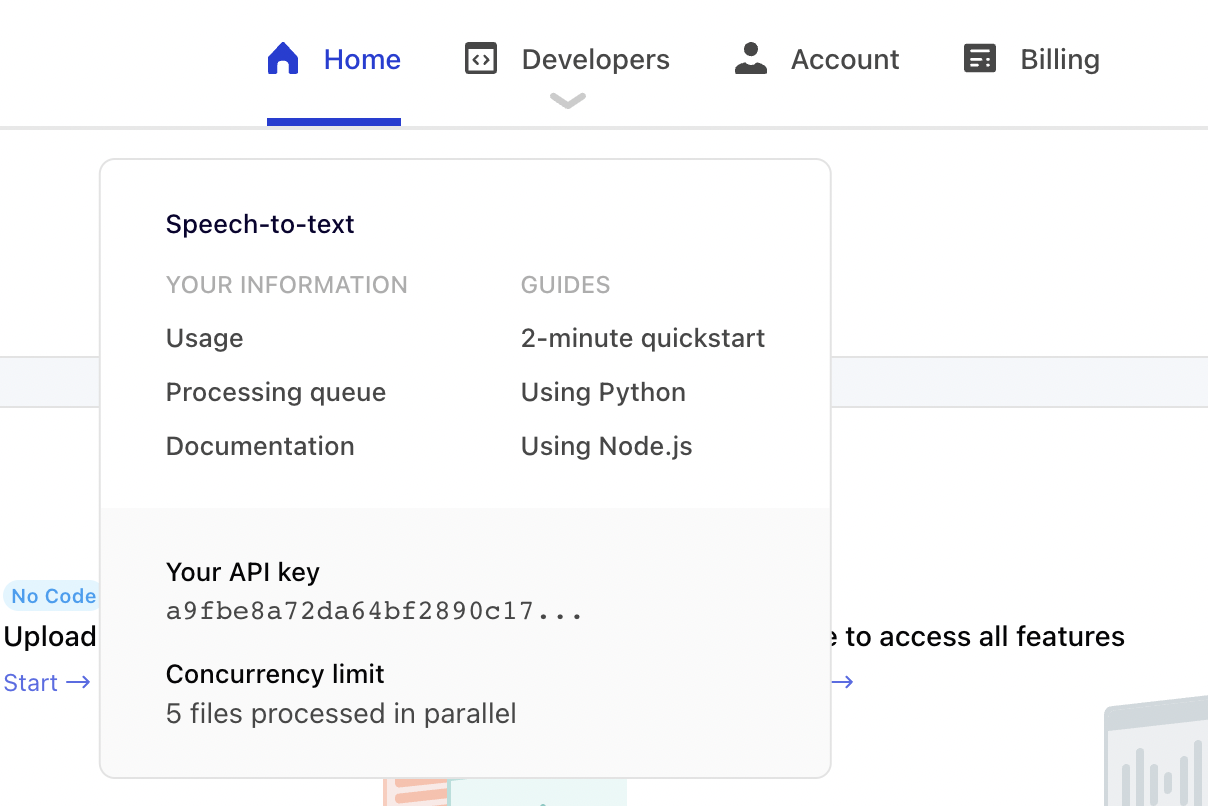 Home Developers Account Billing
Speech-to-text
YOUR INFORMATION
Usage
Processing queue
Documentation
GUIDES
2-minute quickstart
Using Python
Using Node.js
Your API key
a9fbe8a72da64bf2890c17...
Concurrency limit
5 files processed in parallel
No Code
Upload
Start →
to access all features
→